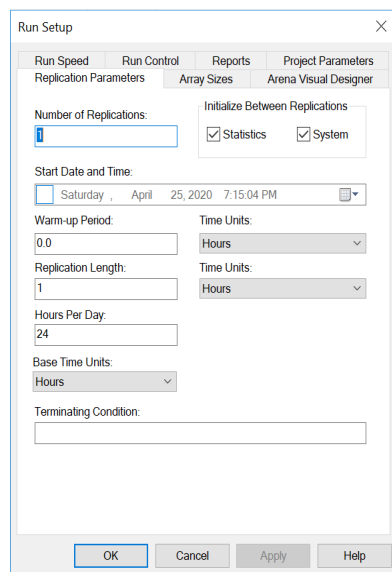 Run Setup
Run Speed Run Control Reports Project Parameters
Replication Parameters Array Sizes Arena Visual Designer
Number of Replications:
1
Initialize Between Replications
Statistics System
Start Date and Time:
Saturday , April 25, 2020 7:15:04 PM
Warm-up Period: Time Units:
0.0 Hours
Replication Length: Time Units:
1 Hours
Hours Per Day:
24
Base Time Units:
Hours
Terminating Condition:
OK Cancel Apply Help